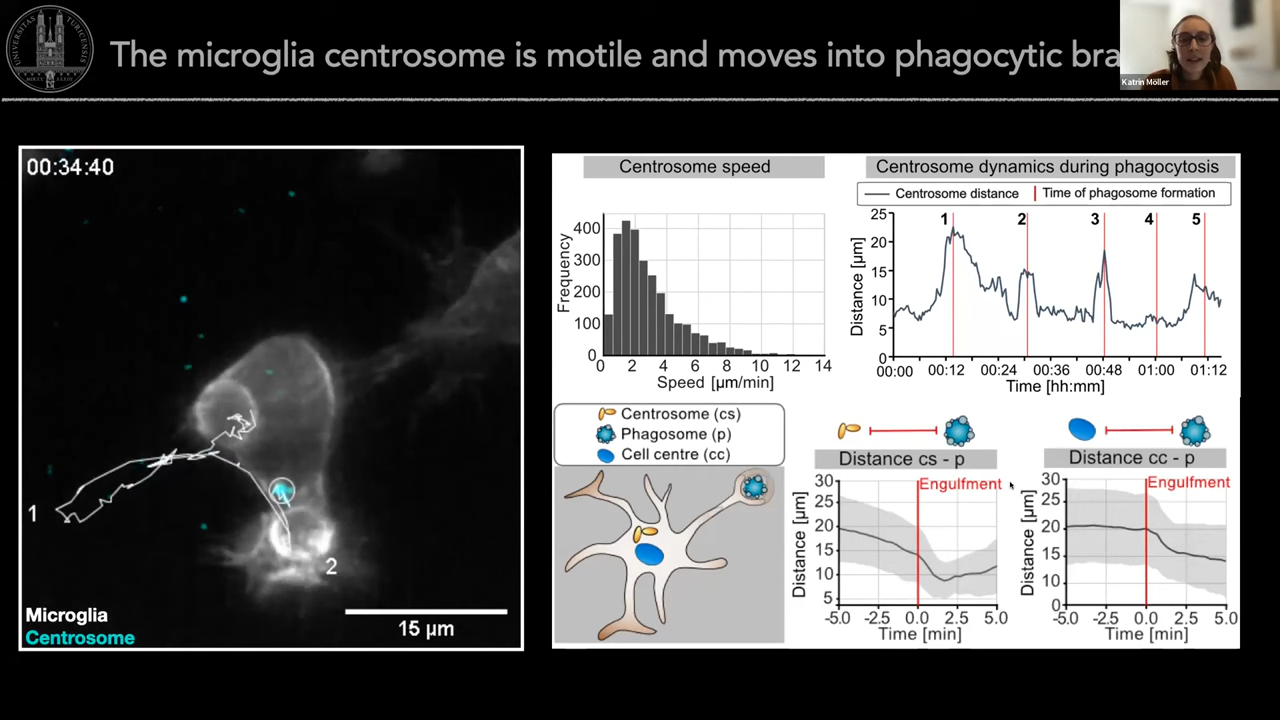 UNIVERSITAS
TURICENSIS
MDCCC XXXIII
The microglia centrosome is motile and moves into phagocytic bra
Katrin Möller
00:34:40
1
2
Microglia
Centrosome
15 µm
Centrosome speed
Frequency
400
300
200
100
0
0 2 4 6 8 10 12 14
Speed [µm/min]
Centrosome dynamics during phagocytosis
Centrosome distance
Time of phagosome formation
Distance [µm]
25
20
15
10
5
0
1 2 3 4 5
00:00 00:12 00:24 00:36 00:48 01:00 01:12
Time [hh:mm]
Centrosome (cs)
Phagosome (p)
Cell centre (cc)
Distance cs - p
Engulfment
Distance [µm]
30
25
20
15
10
5
-5.0 -2.5 0.0 2.5 5.0
Time [min]
Distance cc - p
Engulfment
Distance [µm]
30
25
20
15
10
0
-5.0 -2.5 0.0 2.5 5.0
Time [min]